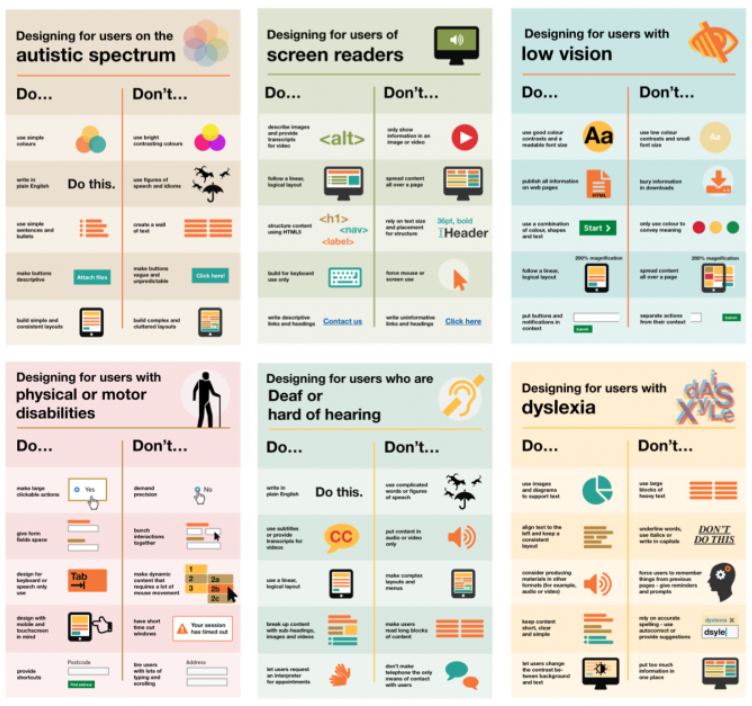 Designing for users on the
autistic spectrum
Do...
Don't...
use simple
colours
use bright
contrasting colours
write in
plain English
Do this.
use figures of
speech and idioms
use simple
sentences and
bullets
create a wall
of text
make buttons
descriptive
Attach files
make buttons
vague and
unpredictable
Click here!
build simple and
consistent layouts
build complex and
cluttered layouts
Designing for users of
screen readers
Do...
Don't...
describe images
and provide
transcripts
for video
<alt>
only show
information in an
image or video
follow a linear,
logical layout
spread content
all over a page
structure content
using HTML5
<h1>
<nav>
<label>
rely on text size
and placement
for structure
36pt, bold
Header
build for keyboard
use only
force mouse or
screen use
write descriptive
links and headings
Contact us
write uninformative
links and headings
Click here
Designing for users with
low vision
Do...
Don't...
use good colour
contrasts and a
readable font size
Aa
use low colour
contrasts and small
font size
Aa
publish all information
on web pages
HTML
bury information
in downloads
use a combination
of colour, shapes
and text
Start >
only use colour to
convey meaning
follow a linear,
logical layout
200% magnification
spread content
all over a page
200% magnification
put buttons and
notifications in
context
separate actions
from their context
Designing for users with
physical or motor
disabilities
Do...
Don't...
make large
clickable actions
Yes
demand
precision
No
give form
fields space
bunch
interactions
together
design for
keyboard or
speech only
use
Tab
make dynamic
content that
requires a lot of
mouse movement
1
2
3
2a
2b
2c
design with
mobile and
touchscreen
in mind
have short
time out
windows
Your session
has timed out
provide
shortcuts
Postcode
tire users
with lots of
typing and
scrolling
Address
Designing for users who are
Deaf or
hard of hearing
Do...
Don't...
write in
plain English
Do this.
use complicated
words or figures
of speech
use subtitles
or provide
transcripts for
videos
CC
put content in
audio or video
only
use a linear,
logical layout
make complex
layouts and
menus
break up content
with sub-headings,
images and videos
make users
read long blocks
of content
let users request
an interpreter
for appointments
don't make
telephone the only
means of contact
with users
Designing for users with
dyslexia
Do...
Don't...
use images
and diagrams
to support text
use large
blocks of
heavy text
align text to
the left and keep
a consistent
layout
underline words,
use italics or
write in capitals
DON'T
DO THIS
consider producing
materials in other
formats (for example,
audio or video)
force users to remember
things from previous
pages - give reminders
and prompts
keep content
short, clear
and simple
rely on accurate
spelling - use
autocorrect or
provide suggestions
dyslexia
dsyle
let users change
the contrast be-
tween background
and text
put too much
information in
one place